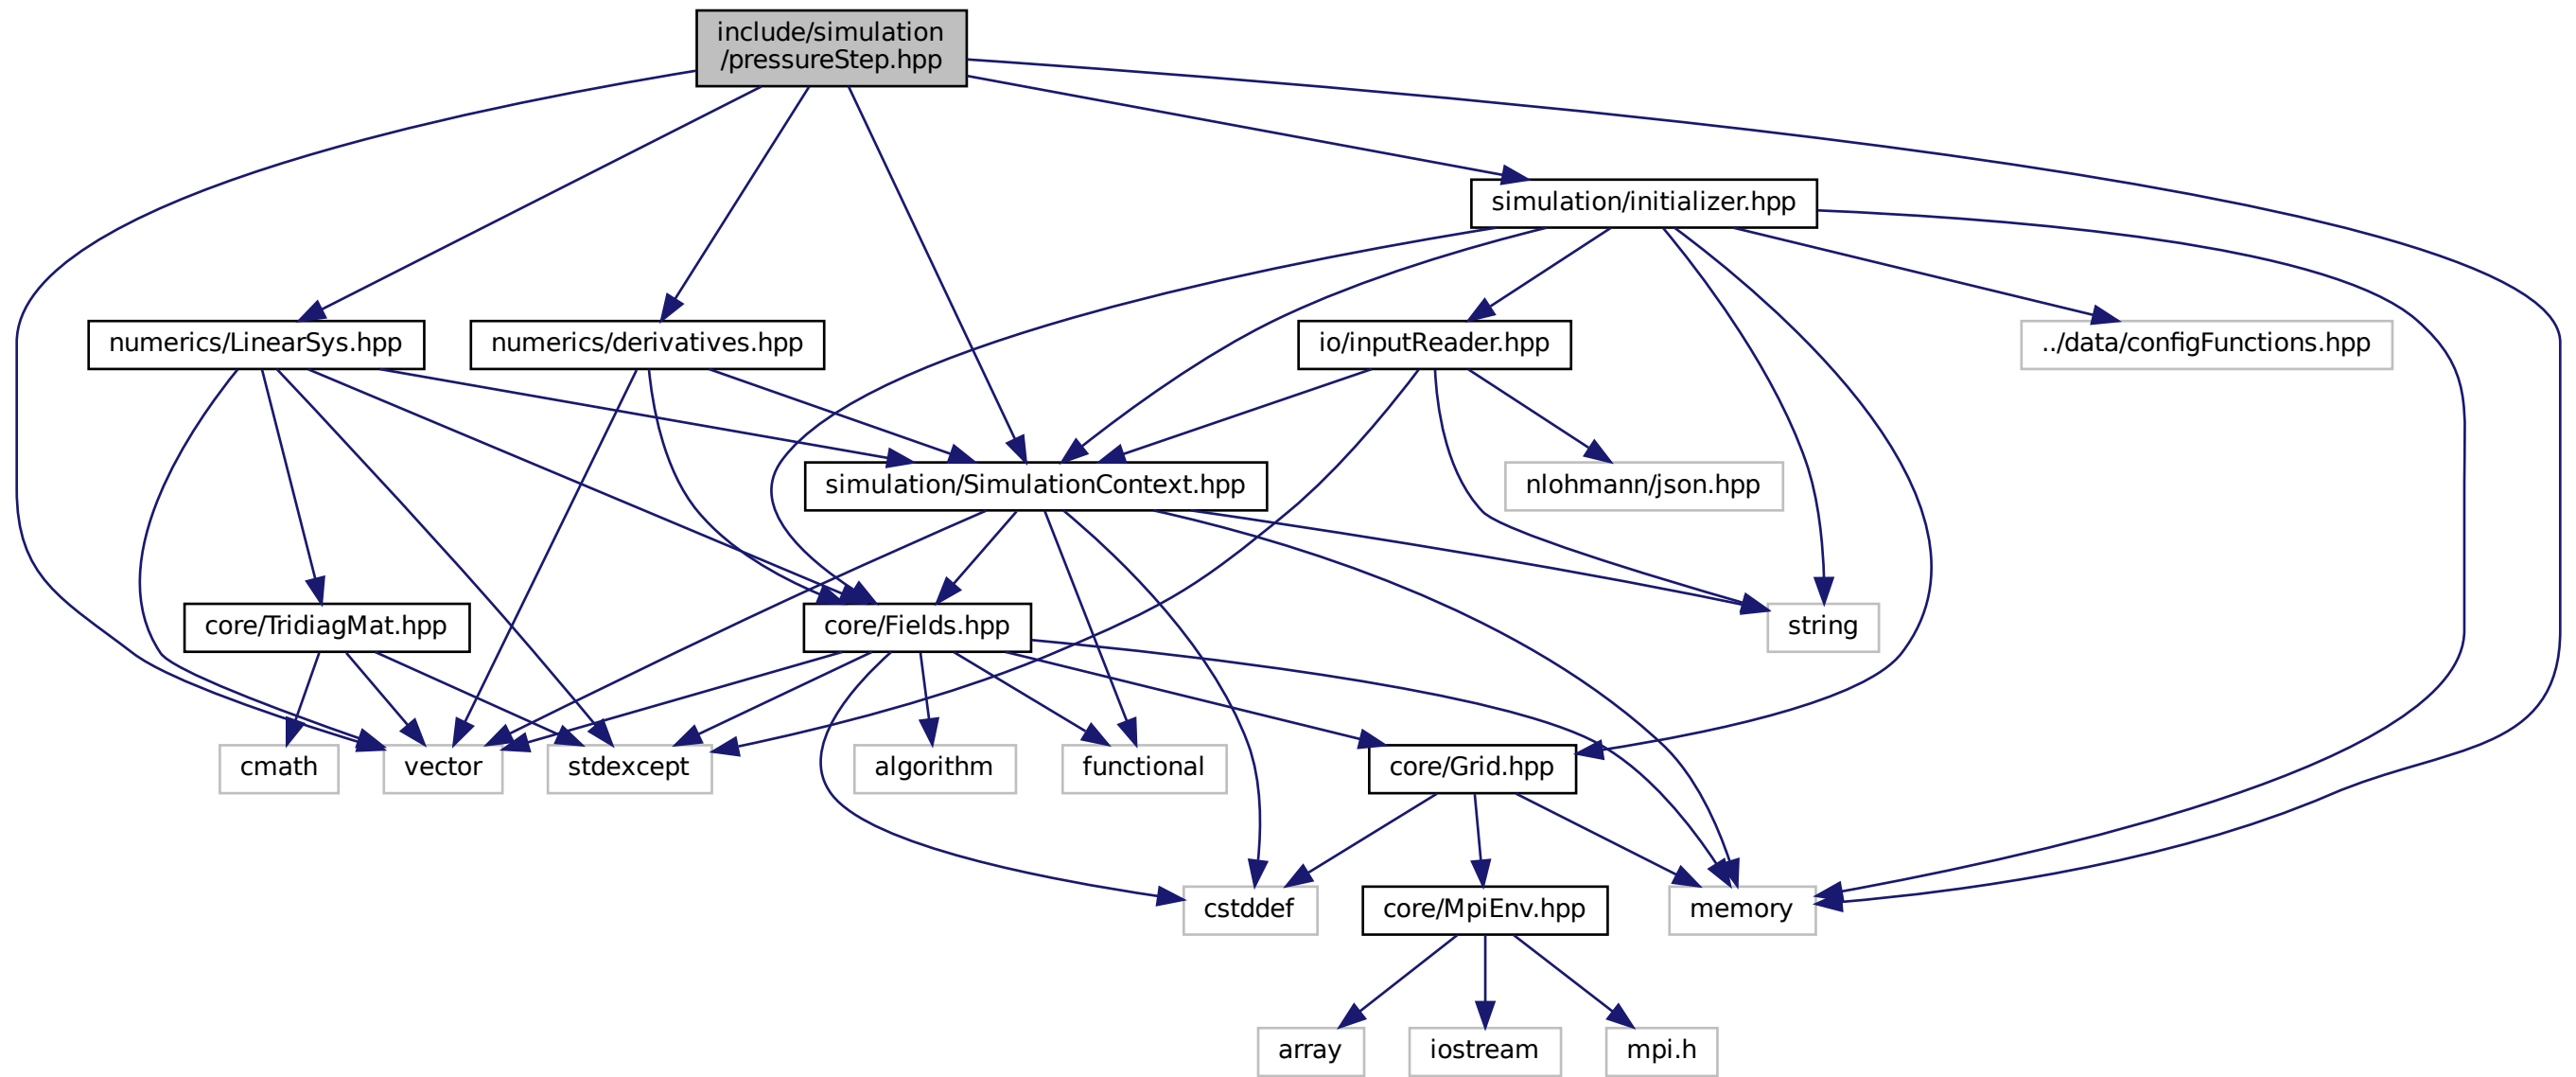 include/simulation
/pressureStep.hpp
simulation/initializer.hpp
numerics/LinearSys.hpp
numerics/derivatives.hpp
io/inputReader.hpp
../data/configFunctions.hpp
simulation/SimulationContext.hpp
nlohmann/json.hpp
core/TridiagMat.hpp
core/Fields.hpp
string
cmath
vector
stdexcept
algorithm
functional
core/Grid.hpp
cstddef
core/MpiEnv.hpp
memory
array
iostream
mpi.h